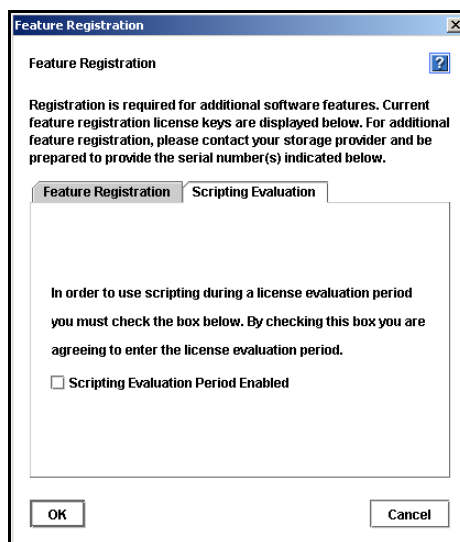 Feature Registration
Feature Registration
Registration is required for additional software features. Current
feature registration license keys are displayed below. For additional
feature registration, please contact your storage provider and be
prepared to provide the serial number(s) indicated below.
Feature Registration Scripting Evaluation
In order to use scripting during a license evaluation period
you must check the box below. By checking this box you are
agreeing to enter the license evaluation period.
Scripting Evaluation Period Enabled
OK Cancel